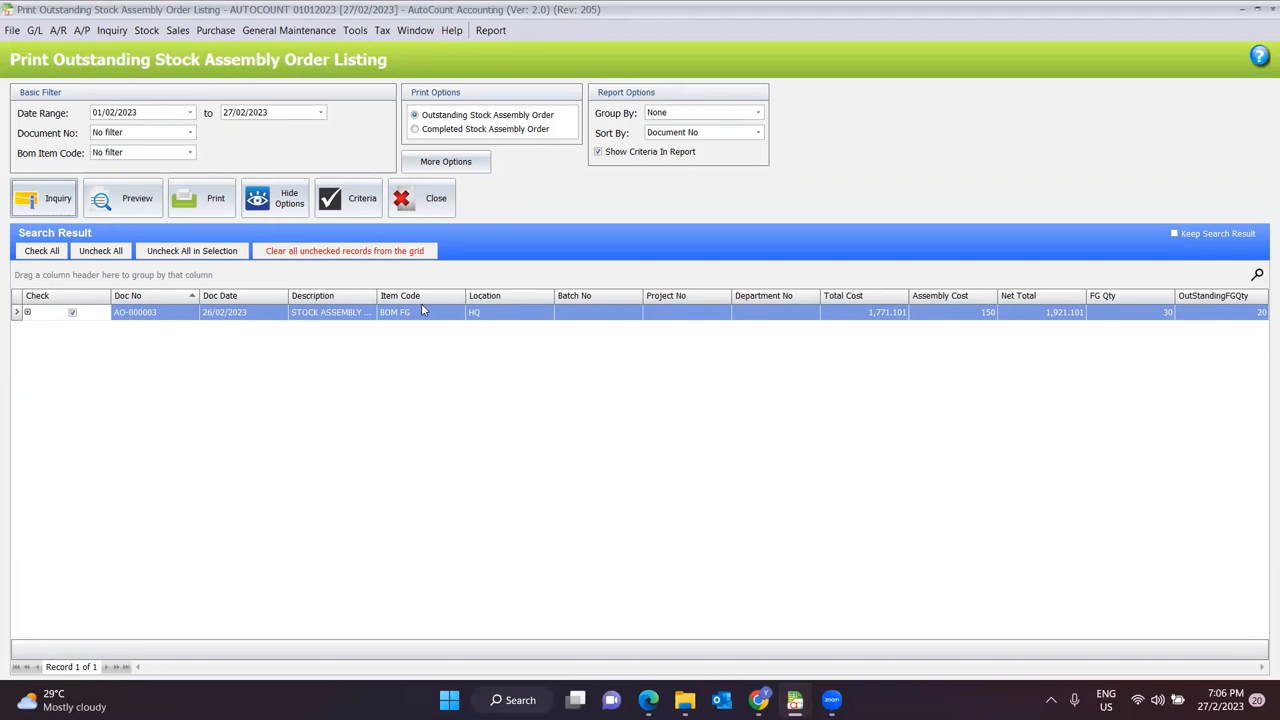 Print Outstanding Stock Assembly Order Listing - AUTOCOUNT 01012023 [27/02/2023] - AutoCount Accounting (Ver: 2.0) (Rev: 205)
File G/L A/R A/P Inquiry Stock Sales Purchase General Maintenance Tools Tax Window Help Report
Print Outstanding Stock Assembly Order Listing
Basic Filter Print Options Report Options
Date Range: 01/02/2023 to 27/02/2023 Outstanding Stock Assembly Order Group By: None
Document No: No filter Completed Stock Assembly Order Sort By: Document No
Bom Item Code: No filter Show Criteria In Report
More Options
Inquiry Preview Print Hide Options Criteria Close
Search Result Keep Search Result
Check All Uncheck All Uncheck All in Selection Clear all unchecked records from the grid
Drag a column header here to group by that column
Check Doc No Doc Date Description Item Code Location Batch No Project No Department No Total Cost Assembly Cost Net Total FG Qty OutStandingFGQty
AO-000003 26/02/2023 STOCK ASSEMBLY ... BOM FG HQ 1,771.101 150 1,921.101 30 20
Record 1 of 1
29°C
Mostly cloudy
Search
ENG
US
7:06 PM
27/2/2023
20